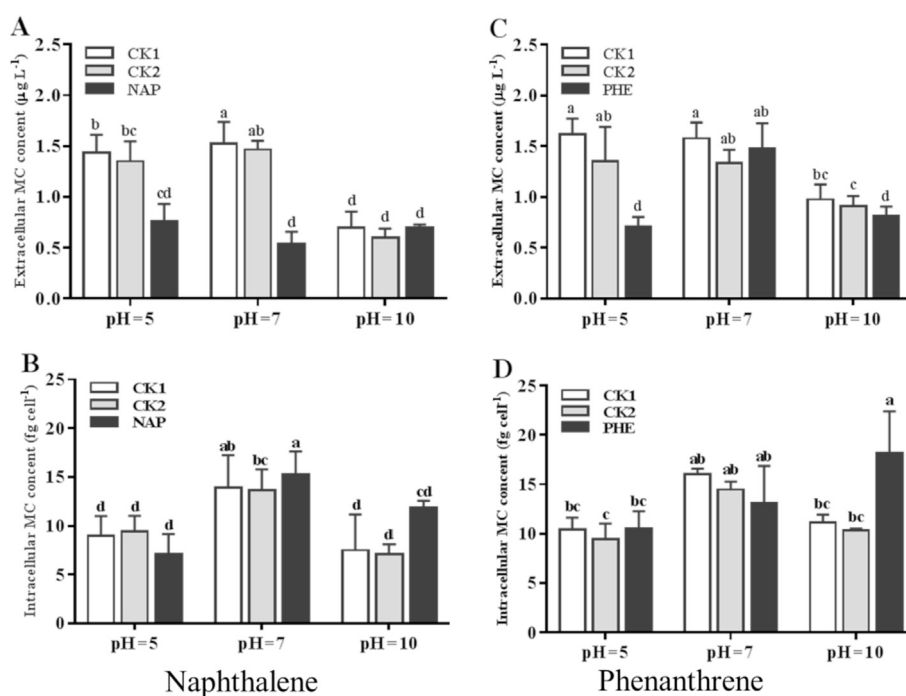 A
Extracellular MC concent (μg L⁻¹)
2.5
2.0
1.5
1.0
0.5
0.0
CK1
CK2
NAP
b
bc
cd
a
ab
d
d
d
d
pH=5
pH=7
pH=10
C
Extracellular MC concent (μg L⁻¹)
2.5
2.0
1.5
1.0
0.5
0.0
CK1
CK2
PHE
a
ab
d
a
ab
ab
bc
c
d
pH=5
pH=7
pH=10
B
Intracellular MC concent (fg cell⁻¹)
25
20
15
10
5
0
CK1
CK2
NAP
d
d
d
ab
bc
a
d
d
cd
pH=5
pH=7
pH=10
Naphthalene
D
Intracellular MC concent (fg cell⁻¹)
25
20
15
10
5
0
CK1
CK2
PHE
bc
c
bc
ab
ab
ab
bc
bc
a
pH=5
pH=7
pH=10
Phenanthrene